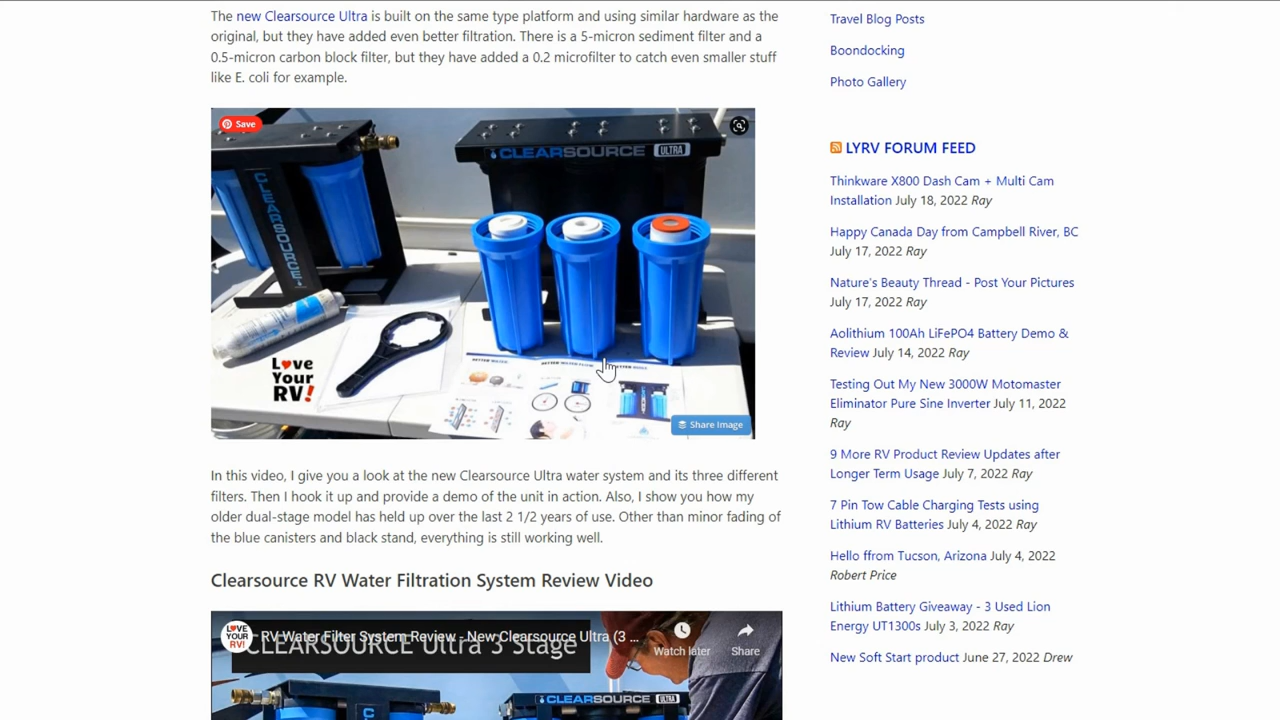 The new Clearsource Ultra is built on the same type platform and using similar hardware as the
original, but they have added even better filtration. There is a 5-micron sediment filter and a
0.5-micron carbon block filter, but they have added a 0.2 microfilter to catch even smaller stuff
like E. coli for example.
Save
CLEARSOURCE ULTRA
CLEARSOURCE
Love
Your
RV!
BETTER WATER
BETTER WATER FLOW
Share Image
In this video, I give you a look at the new Clearsource Ultra water system and its three different
filters. Then I hook it up and provide a demo of the unit in action. Also, I show you how my
older dual-stage model has held up over the last 2 1/2 years of use. Other than minor fading of
the blue canisters and black stand, everything is still working well.
Clearsource RV Water Filtration System Review Video
LOVE
YOUR
RV!
RV Water Filter System Review - New Clearsource Ultra (3 ...
CLEARSOURCE Ultra 3 Stage
Watch later
Share
CLEARSOURCE ULTRA
Travel Blog Posts
Boondocking
Photo Gallery
LYRV FORUM FEED
Thinkware X800 Dash Cam + Multi Cam
Installation July 18, 2022 Ray
Happy Canada Day from Campbell River, BC
July 17, 2022 Ray
Nature's Beauty Thread - Post Your Pictures
July 17, 2022 Ray
Aolithium 100Ah LiFePO4 Battery Demo &
Review July 14, 2022 Ray
Testing Out My New 3000W Motomaster
Eliminator Pure Sine Inverter July 11, 2022
Ray
9 More RV Product Review Updates after
Longer Term Usage July 7, 2022 Ray
7 Pin Tow Cable Charging Tests using
Lithium RV Batteries July 4, 2022 Ray
Hello ffrom Tucson, Arizona July 4, 2022
Robert Price
Lithium Battery Giveaway - 3 Used Lion
Energy UT1300s July 3, 2022 Ray
New Soft Start product June 27, 2022 Drew